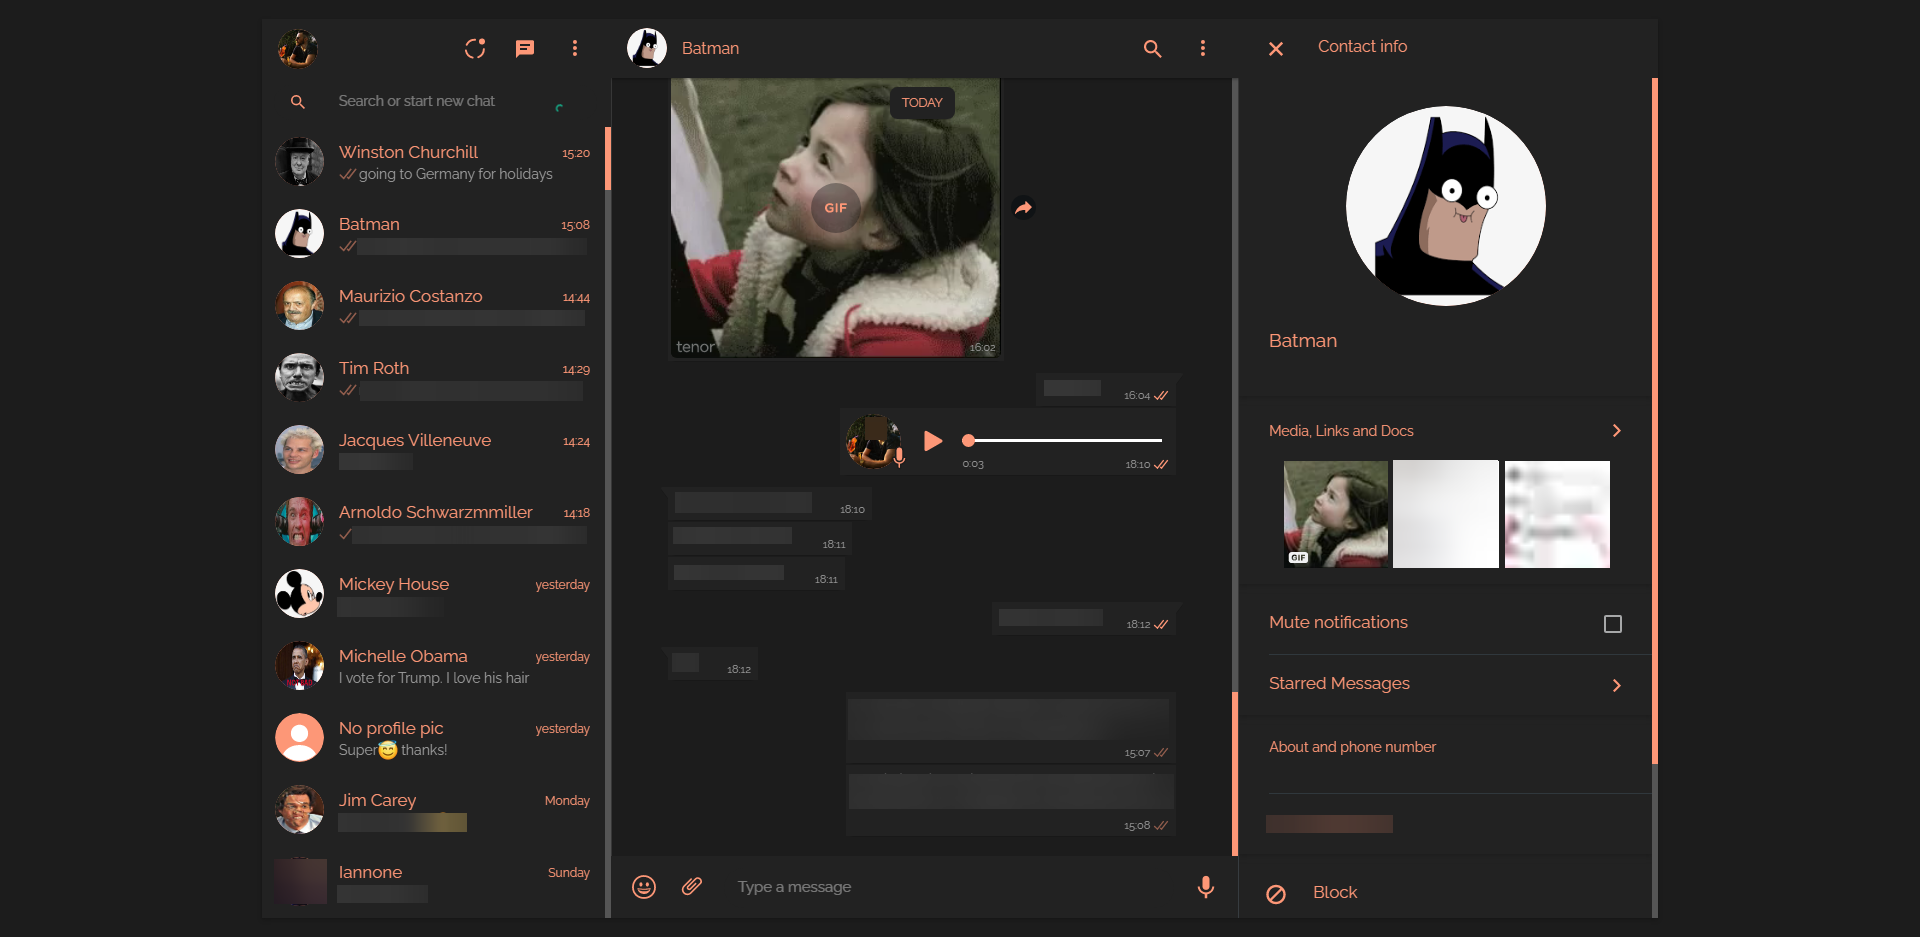 Search or start new chat
Winston Churchill
15:20
going to Germany for holidays
Batman
15:08
Maurizio Costanzo
14:44
Tim Roth
14:29
Jacques Villeneuve
14:24
Arnoldo Schwarzmmiller
14:18
Mickey House
yesterday
Michelle Obama
yesterday
I vote for Trump. I love his hair
No profile pic
yesterday
Super😇 thanks!
Jim Carey
Monday
Iannone
Sunday
Batman
TODAY
GIF
tenor
16:02
16:04
0:03
18:10
18:10
18:11
18:11
18:12
18:12
15:07
15:08
Type a message
Contact info
Batman
Media, Links and Docs
GIF
Mute notifications
Starred Messages
About and phone number
Block